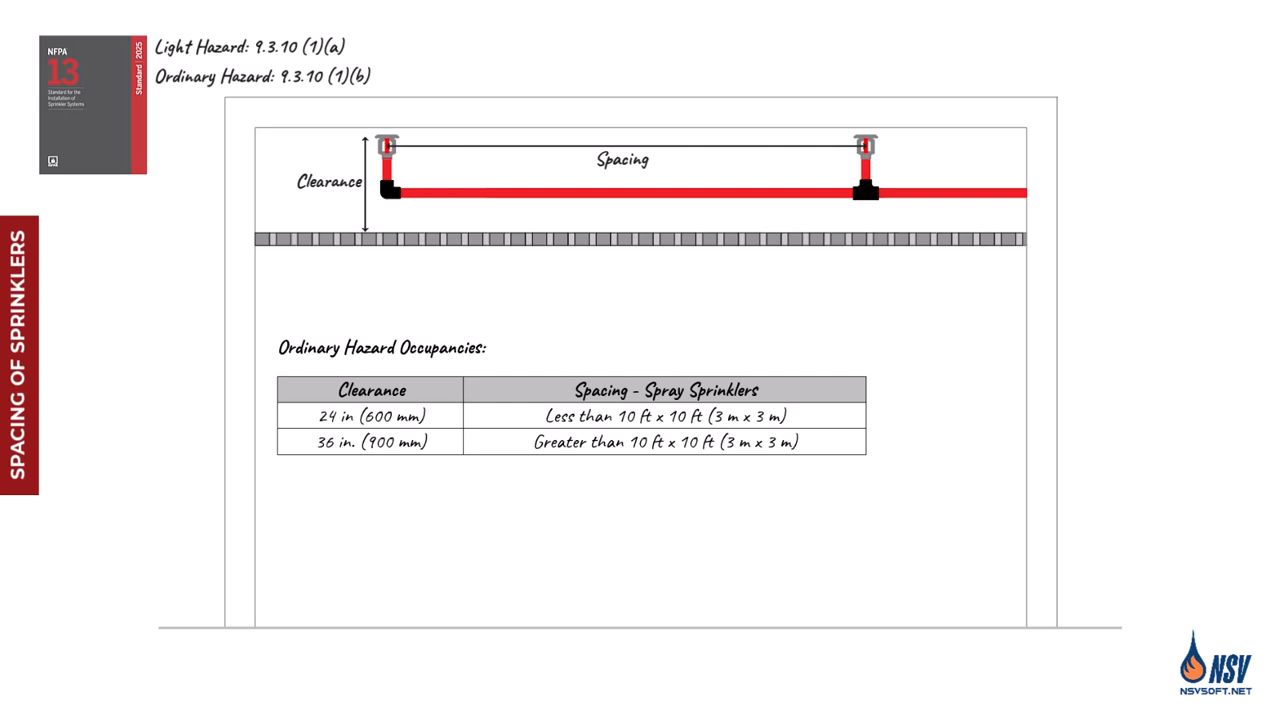 NFPA
13
Standard for the
Installation of
Sprinkler Systems
Standard | 2025
Light Hazard: 9.3.10 (1)(a)
Ordinary Hazard: 9.3.10 (1)(b)
SPACING OF SPRINKLERS
Spacing
Clearance
Ordinary Hazard Occupancies:
Clearance Spacing - Spray Sprinklers
24 in (600 mm) Less than 10 ft x 10 ft (3 m x 3 m)
36 in. (900 mm) Greater than 10 ft x 10 ft (3 m x 3 m)
NSV
NSVSOFT.NET